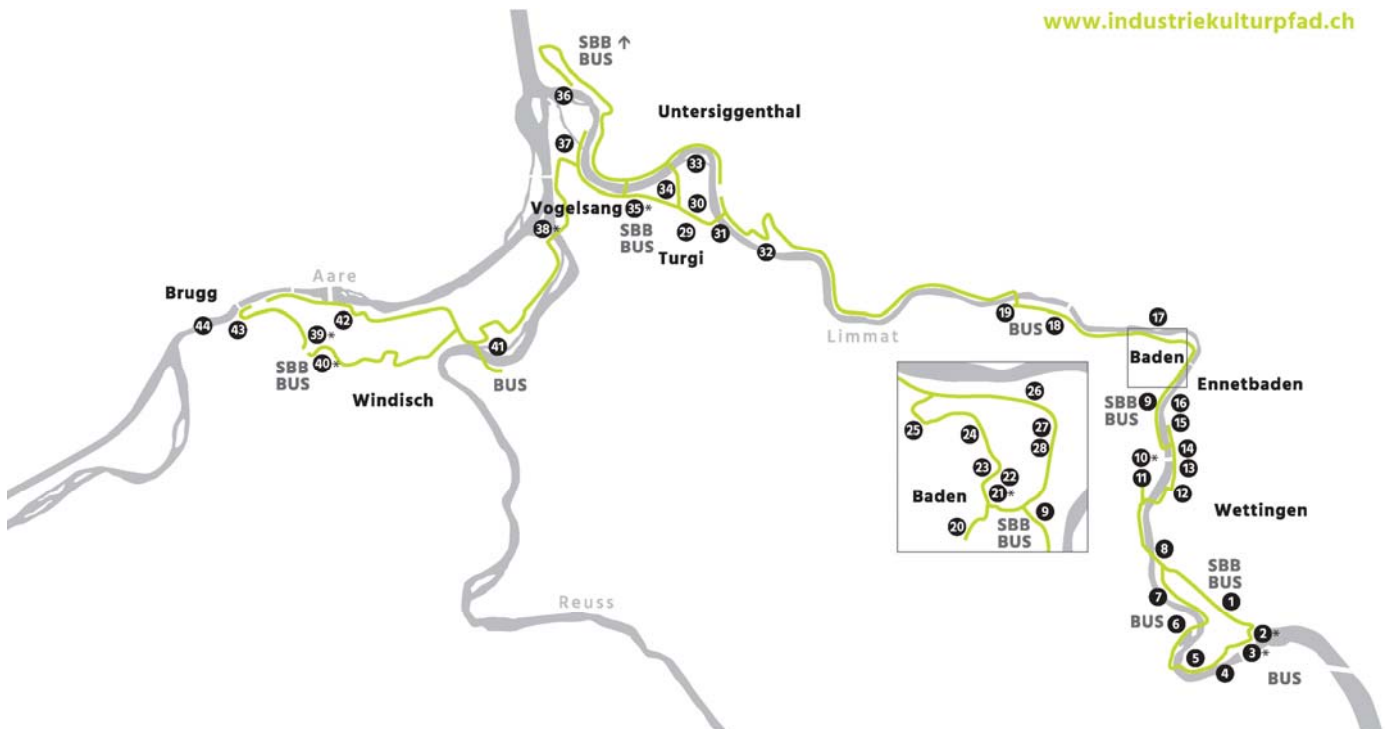 www.industriekulturpfad.ch
SBB ↑
BUS
36
Untersiggenthal
37
33
34
30
Vogelsang
35*
38*
SBB
BUS
29
31
Turgi
32
Aare
Brugg
44
43
42
39*
40*
SBB
BUS
41
BUS
Windisch
Reuss
Limmat
19
BUS
18
17
Baden
Ennetbaden
SBB
BUS
9
16
15
10*
14
13
11
12
Wettingen
26
25
24
27
28
23
22
21*
Baden
20
9
SBB
BUS
8
SBB
BUS
7
1
BUS
6
2*
3*
5
4
BUS